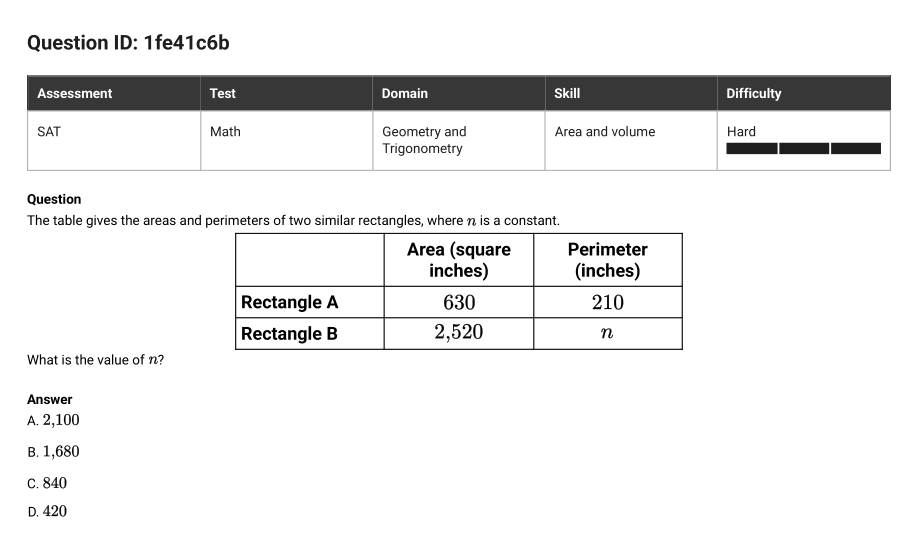 Question ID: 1fe41c6b
Assessment Test Domain Skill Difficulty
SAT Math Geometry and Trigonometry Area and volume Hard
Question
The table gives the areas and perimeters of two similar rectangles, where n is a constant.
Area (square inches) Perimeter (inches)
Rectangle A 630 210
Rectangle B 2,520 n
What is the value of n?
Answer
A. 2,100
B. 1,680
C. 840
D. 420